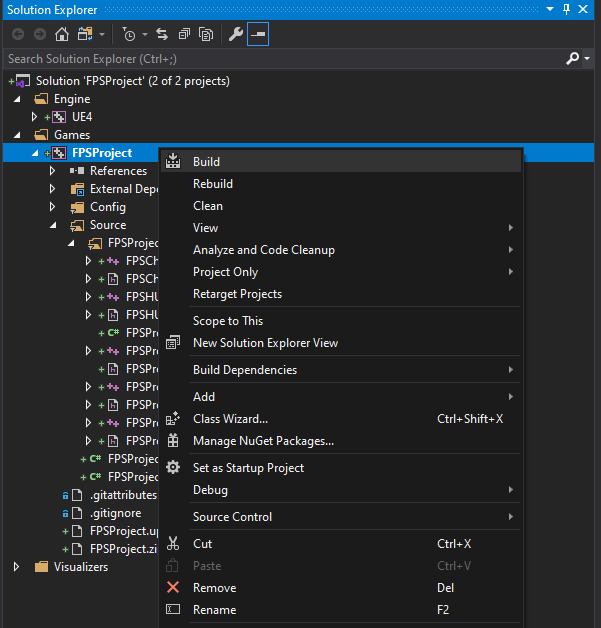 Solution Explorer
Search Solution Explorer (Ctrl+;)
Solution 'FPSProject' (2 of 2 projects)
Engine
UE4
Games
FPSProject
References
External Depe
Config
Source
FPSProjec
FPSCh
FPSCh
FPSHU
FPSHU
C# FPSPro
FPSPro
h FPSPro
FPSPro
h FPSPro
FPSPro
h FPSPro
C# FPSProjec
C# FPSProjec
.gitattributes
.gitignore
FPSProject.up
FPSProject.zi
Visualizers
Build
Rebuild
Clean
View
Analyze and Code Cleanup
Project Only
Retarget Projects
Scope to This
New Solution Explorer View
Build Dependencies
Add
Class Wizard... Ctrl+Shift+X
Manage NuGet Packages...
Set as Startup Project
Debug
Source Control
Cut Ctrl+X
Paste Ctrl+V
Remove Del
Rename F2